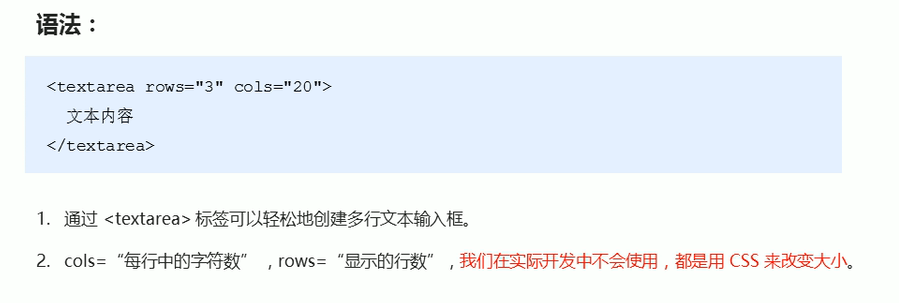 语法：
<textarea rows="3" cols="20">
文本内容
</textarea>
1. 通过 <textarea> 标签可以轻松地创建多行文本输入框。
2. cols=“每行中的字符数” ，rows=“显示的行数”，我们在实际开发中不会使用，都是用 CSS 来改变大小。